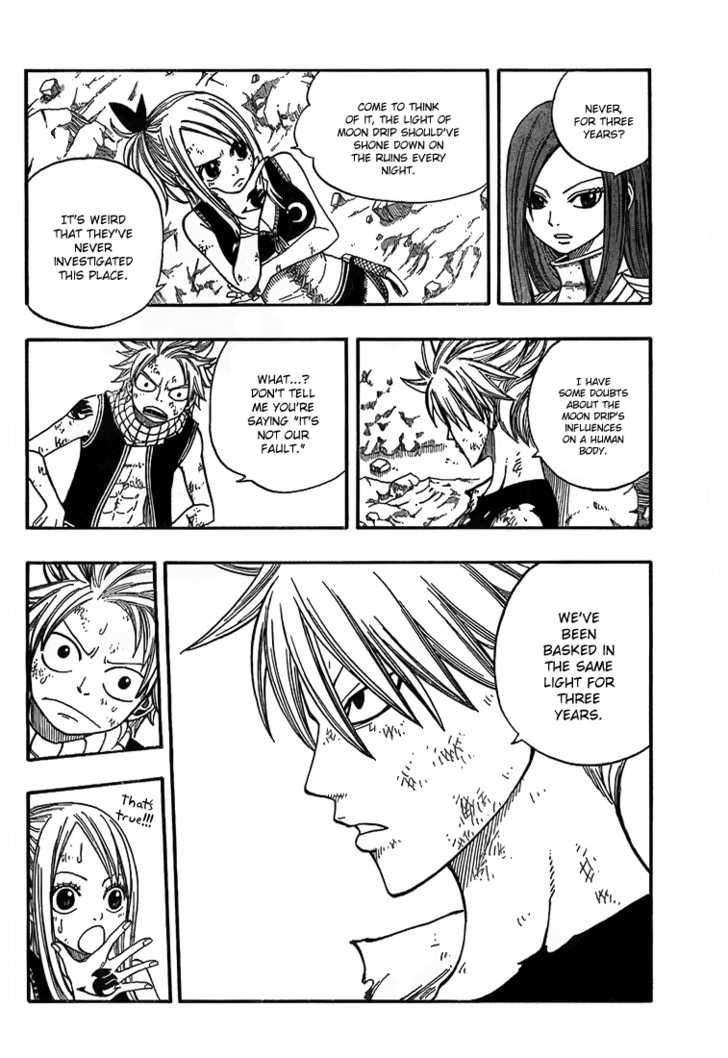 NEVER,
FOR THREE
YEARS?
COME TO THINK
OF IT, THE LIGHT OF
MOON DRIP SHOULD'VE
SHONE DOWN ON
THE RUINS EVERY
NIGHT.
IT'S WEIRD
THAT THEY'VE
NEVER
INVESTIGATED
THIS PLACE.
I HAVE
SOME DOUBTS
ABOUT THE
MOON DRIP'S
INFLUENCES
ON A HUMAN
BODY.
WHAT...?
DON'T TELL
ME YOU'RE
SAYING "IT'S
NOT OUR
FAULT."
WE'VE
BEEN
BASKED IN
THE SAME
LIGHT FOR
THREE
YEARS.
That's
true!!!